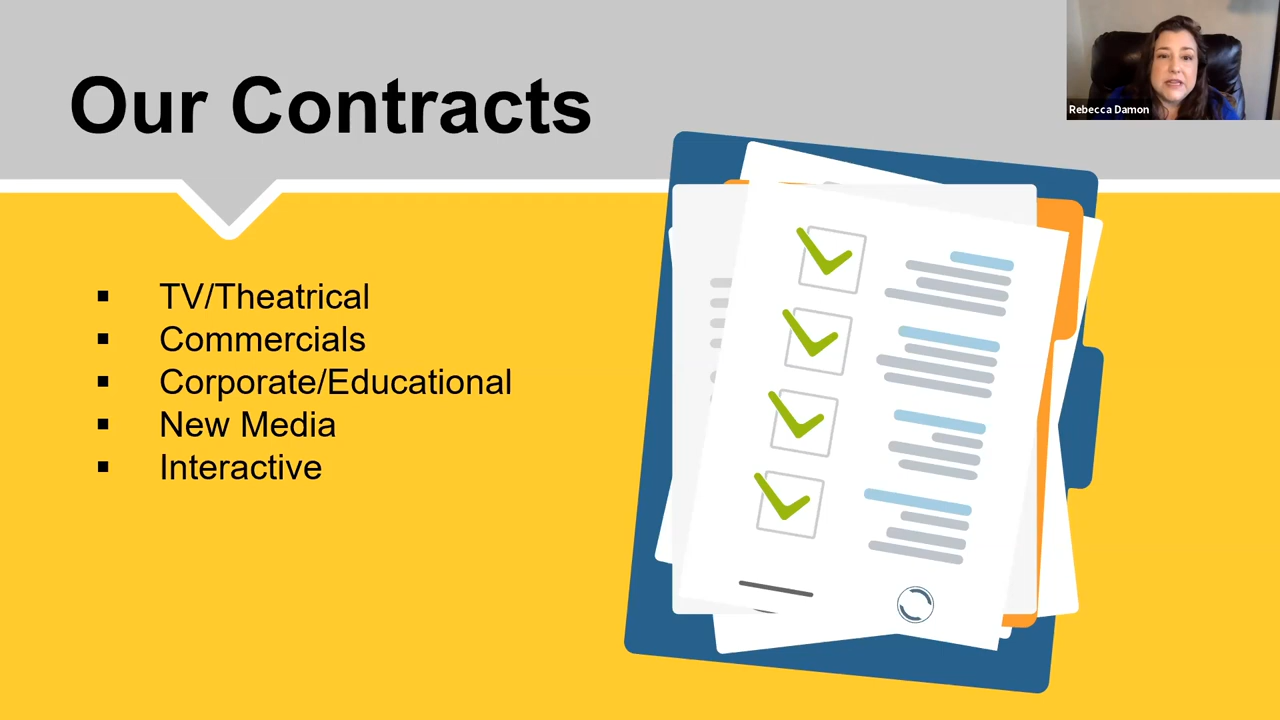 Our Contracts
Rebecca Damon
▪ TV/Theatrical
▪ Commercials
▪ Corporate/Educational
▪ New Media
▪ Interactive